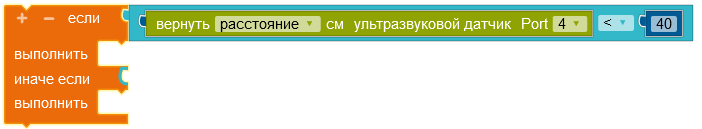 + − если вернуть расстояние ▾ см ультразвуковой датчик Port 4 ▾ < ▾ 40
выполнить
иначе если
выполнить